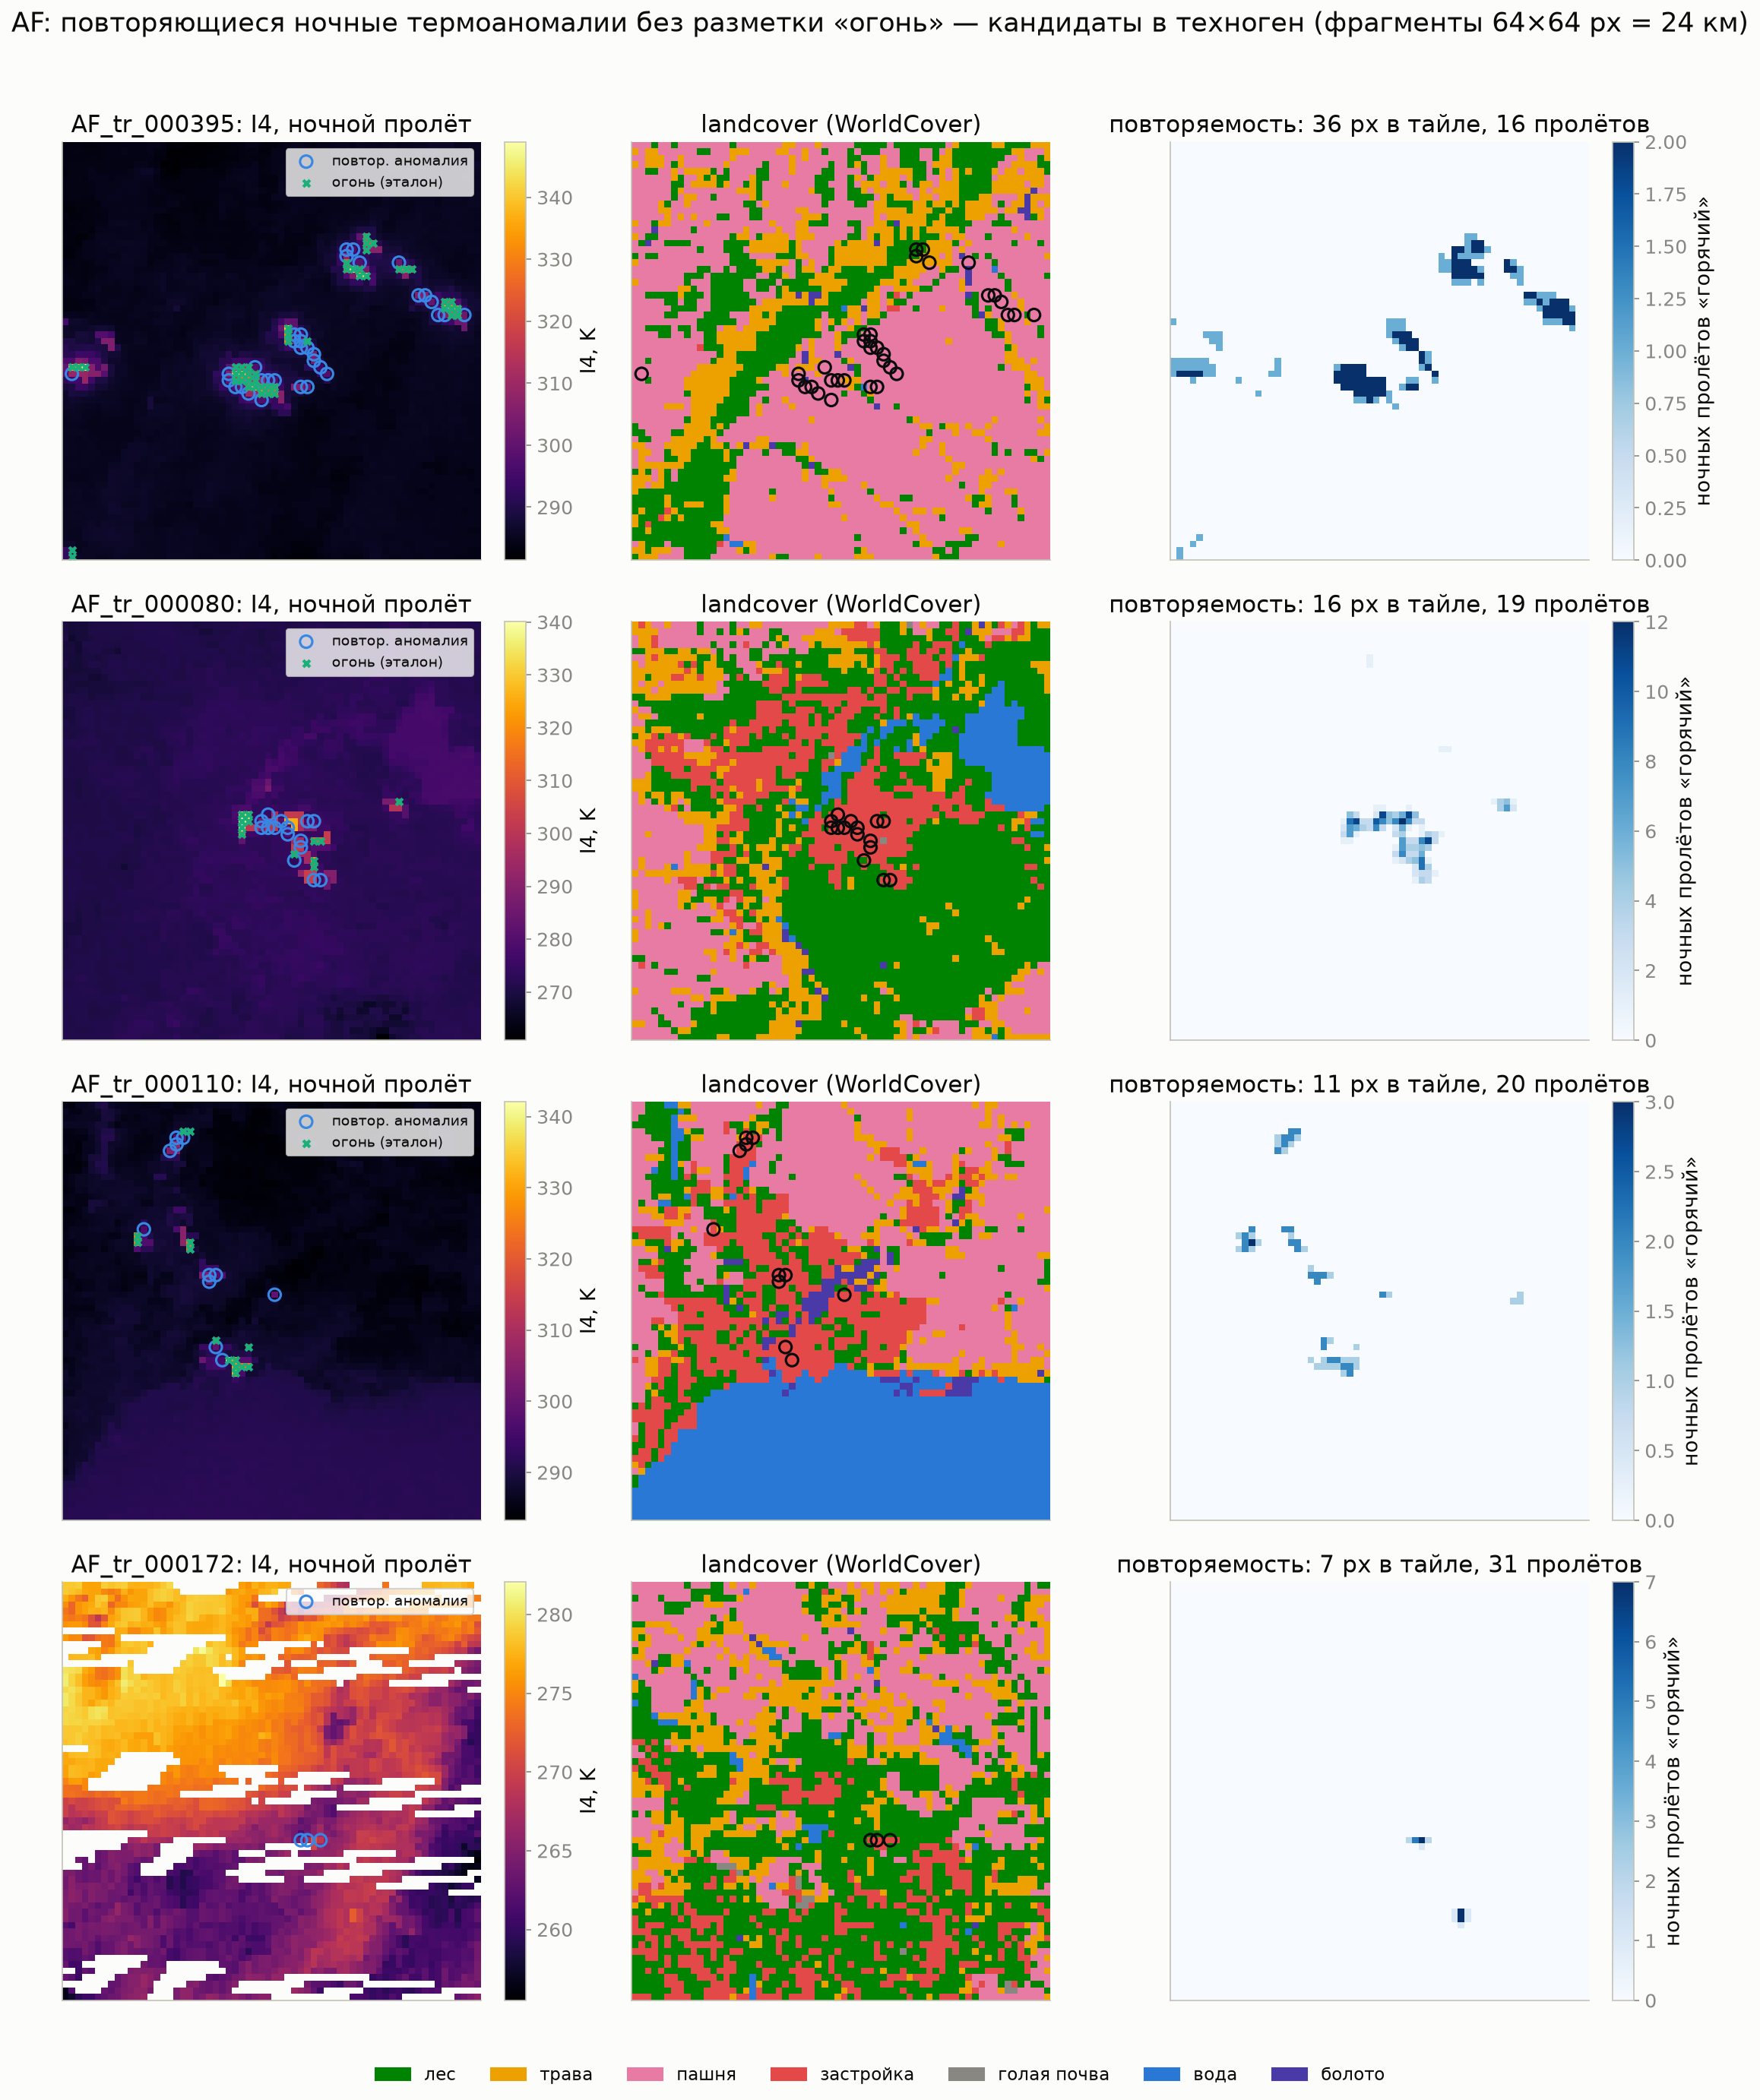 AF: повторяющиеся ночные термоаномалии без разметки «огонь» — кандидаты в техноген (фрагменты 64×64 px = 24 км)
AF_tr_000395: I4, ночной пролёт
landcover (WorldCover)
повторяемость: 36 px в тайле, 16 пролётов
повтор. аномалия
огонь (эталон)
340
330
320
310
300
290
I4, K
2.00
1.75
1.50
1.25
1.00
0.75
0.50
0.25
0.00
ночных пролётов «горячий»
AF_tr_000080: I4, ночной пролёт
landcover (WorldCover)
повторяемость: 16 px в тайле, 19 пролётов
повтор. аномалия
огонь (эталон)
340
330
320
310
300
290
280
270
I4, K
12
10
8
6
4
2
0
ночных пролётов «горячий»
AF_tr_000110: I4, ночной пролёт
landcover (WorldCover)
повторяемость: 11 px в тайле, 20 пролётов
повтор. аномалия
огонь (эталон)
340
330
320
310
300
290
I4, K
3.0
2.5
2.0
1.5
1.0
0.5
0.0
ночных пролётов «горячий»
AF_tr_000172: I4, ночной пролёт
landcover (WorldCover)
повторяемость: 7 px в тайле, 31 пролётов
повтор. аномалия
280
275
270
265
260
I4, K
7
6
5
4
3
2
1
0
ночных пролётов «горячий»
лес
трава
пашня
застройка
голая почва
вода
болото